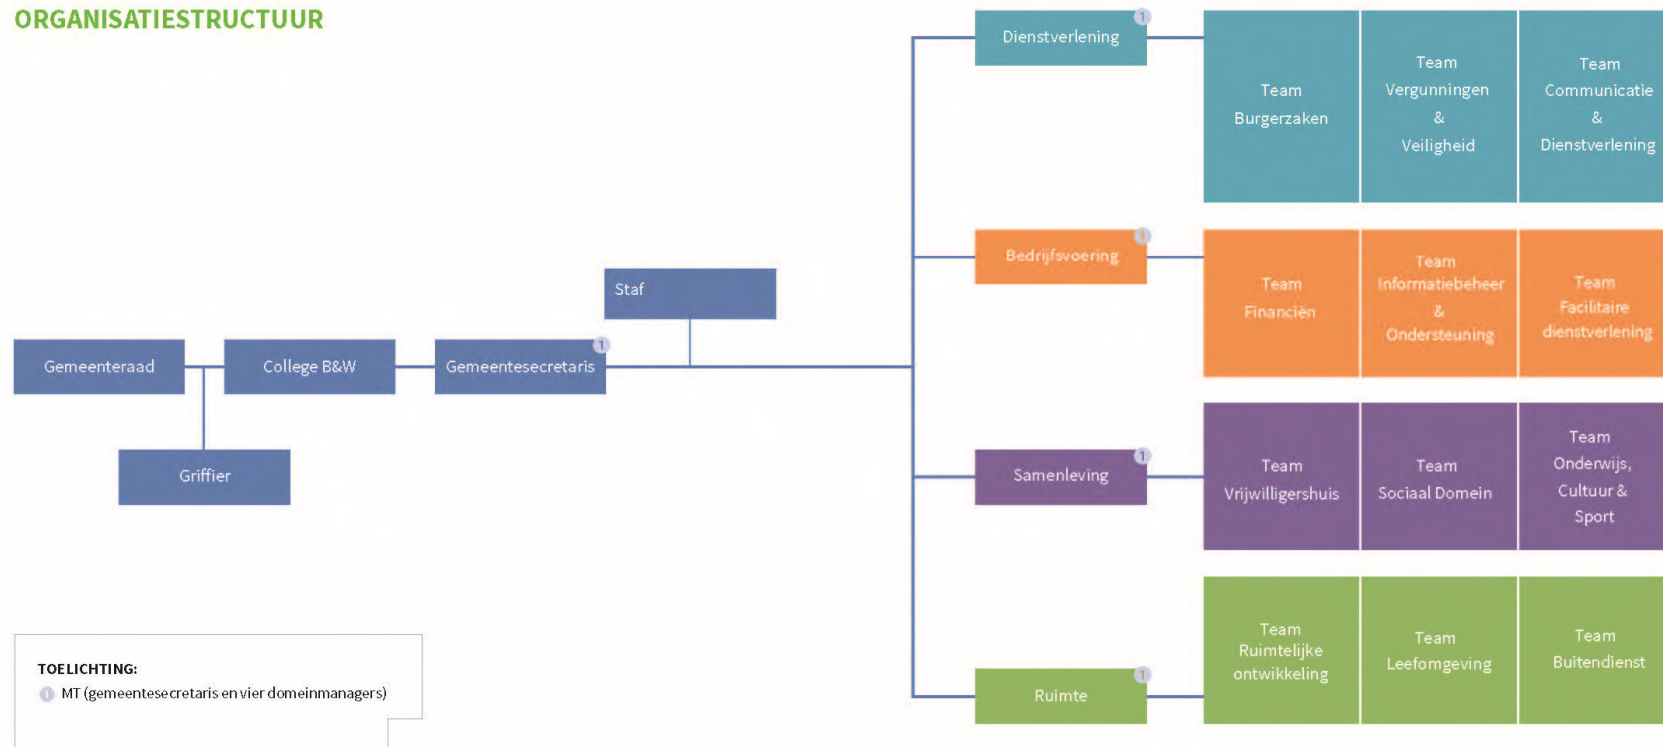 ORGANISATIESTRUCTUUR
Gemeenteraad
Griffier
College B&W
Gemeentesecretaris
1
Staf
Dienstverlening
1
Team
Burgerzaken
Team
Vergunningen
&
Veiligheid
Team
Communicatie
&
Dienstverlening
Bedrijfsvoering
1
Team
Financiën
Team
Informatiebeheer
&
Ondersteuning
Team
Facilitaire
dienstverlening
Samenleving
1
Team
Vrijwilligershuis
Team
Sociaal Domein
Team
Onderwijs,
Cultuur &
Sport
Ruimte
1
Team
Ruimtelijke
ontwikkeling
Team
Leefomgeving
Team
Buitendienst
TOELICHTING:
1 MT (gemeentesecretaris en vier domeinmanagers)